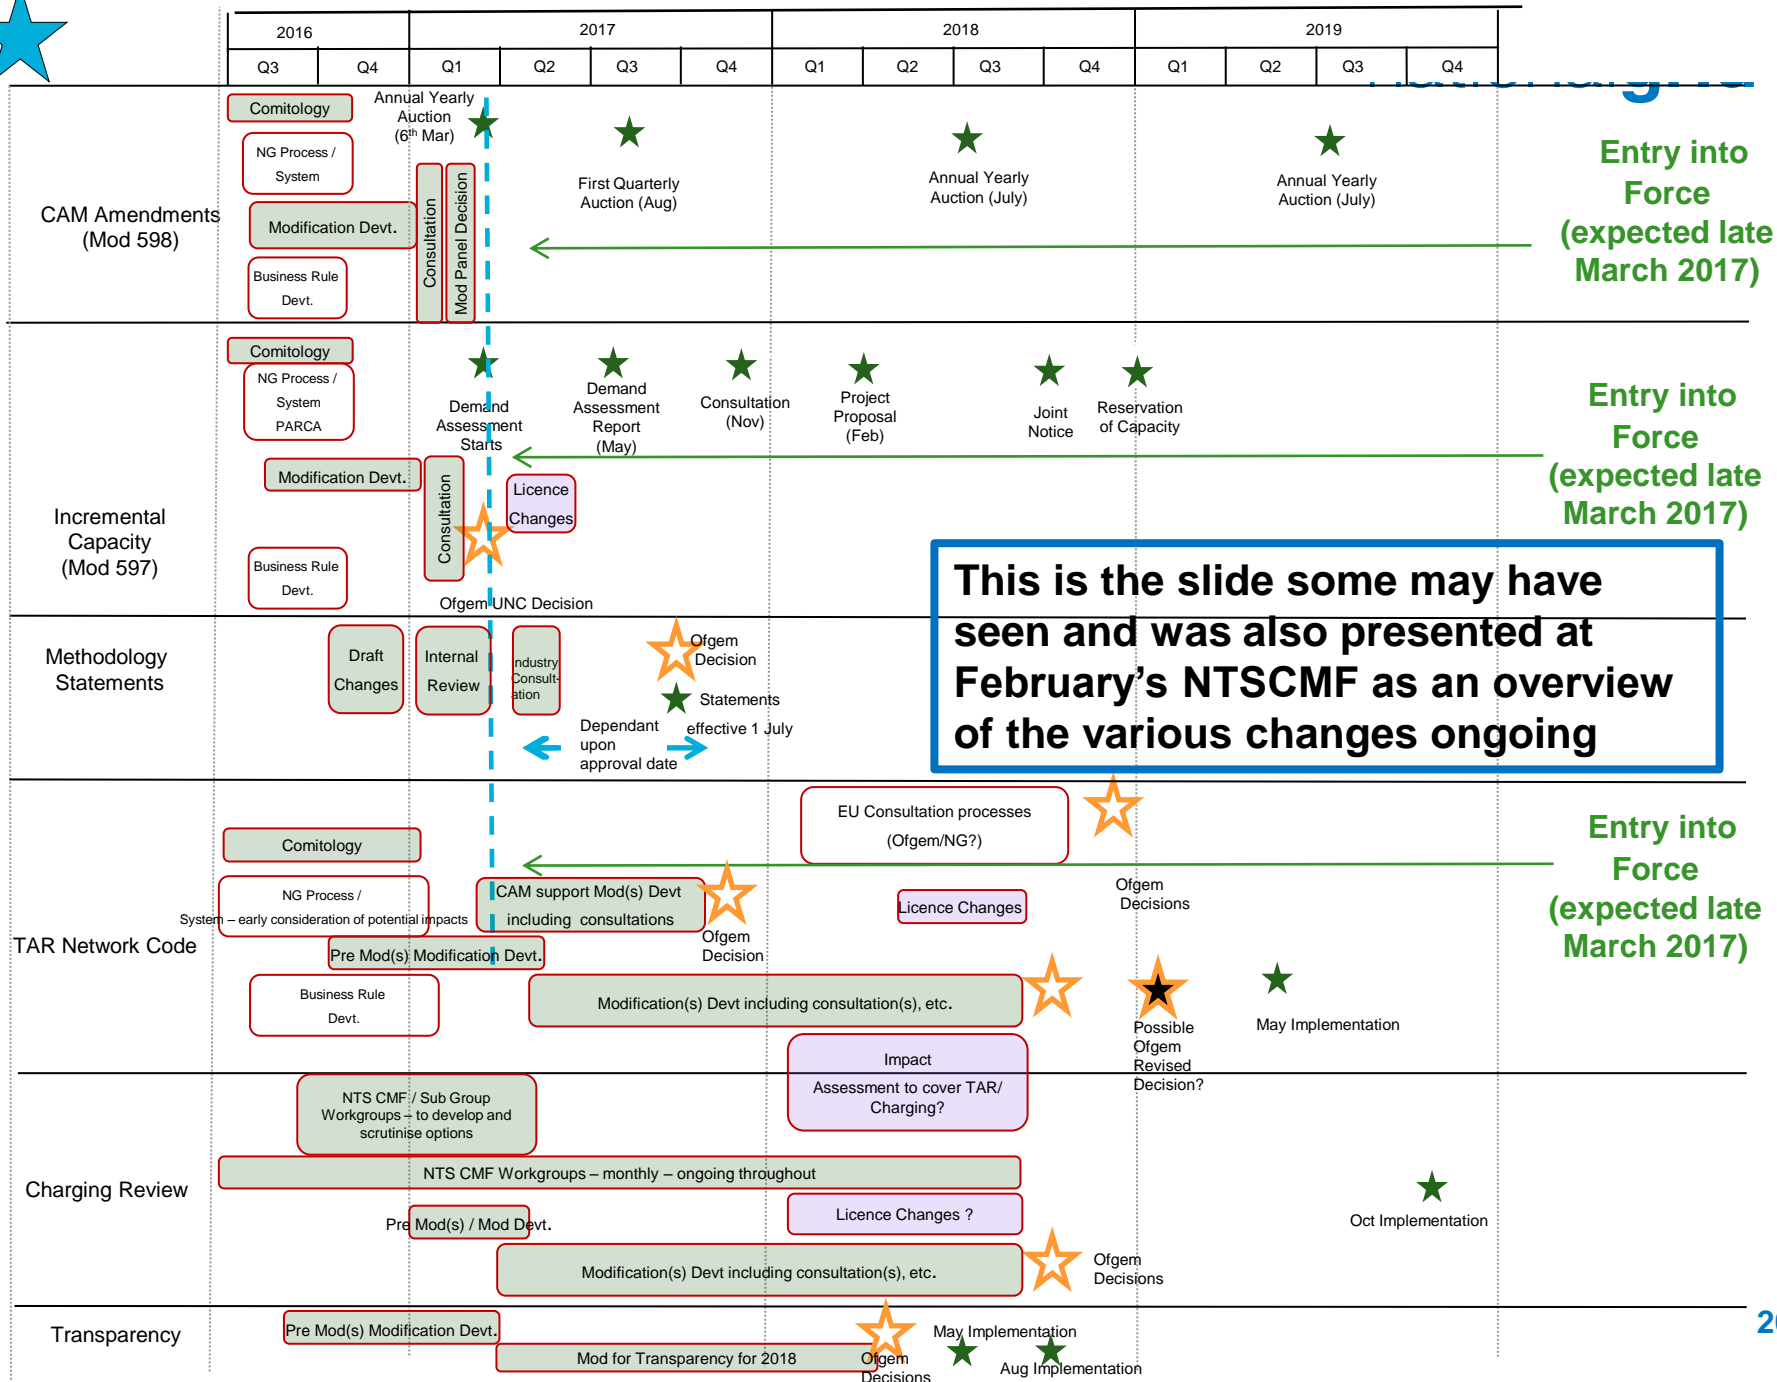 2016
2017
2018
2019
Q3
Q4
Q1
Q2
Q3
Q4
Q1
Q2
Q3
Q4
Q1
Q2
Q3
Q4
CAM Amendments
(Mod 598)
Comitology
NG Process /
System
Modification Devt.
Business Rule
Devt.
Annual Yearly
Auction
(6th Mar)
Consultation
Mod Panel Decision
First Quarterly
Auction (Aug)
Annual Yearly
Auction (July)
Annual Yearly
Auction (July)
Entry into
Force
(expected late
March 2017)
Incremental
Capacity
(Mod 597)
Comitology
NG Process /
System
PARCA
Modification Devt.
Business Rule
Devt.
Consultation
Demand
Assessment
Starts
Demand
Assessment
Report
(May)
Consultation
(Nov)
Project
Proposal
(Feb)
Joint
Notice
Reservation
of Capacity
Licence
Changes
Ofgem UNC Decision
Entry into
Force
(expected late
March 2017)
This is the slide some may have
seen and was also presented at
February’s NTSCMF as an overview
of the various changes ongoing
Methodology
Statements
Draft
Changes
Internal
Review
ndustry
Consult-
ation
Ofgem
Decision
Statements
effective 1 July
Dependant
upon
approval date
TAR Network Code
Comitology
NG Process /
System – early consideration of potential impacts
Pre Mod(s) Modification Devt.
Business Rule
Devt.
CAM support Mod(s) Devt
including consultations
Ofgem
Decision
EU Consultation processes
(Ofgem/NG?)
Licence Changes
Ofgem
Decisions
Modification(s) Devt including consultation(s), etc.
Possible
Ofgem
Revised
Decision?
May Implementation
Entry into
Force
(expected late
March 2017)
Impact
Assessment to cover TAR/
Charging?
Charging Review
NTS CMF / Sub Group
Workgroups – to develop and
scrutinise options
NTS CMF Workgroups – monthly – ongoing throughout
Pre Mod(s) / Mod Devt.
Licence Changes ?
Modification(s) Devt including consultation(s), etc.
Ofgem
Decisions
Oct Implementation
Transparency
Pre Mod(s) Modification Devt.
Mod for Transparency for 2018
Ofgem
Decisions
May Implementation
Aug Implementation